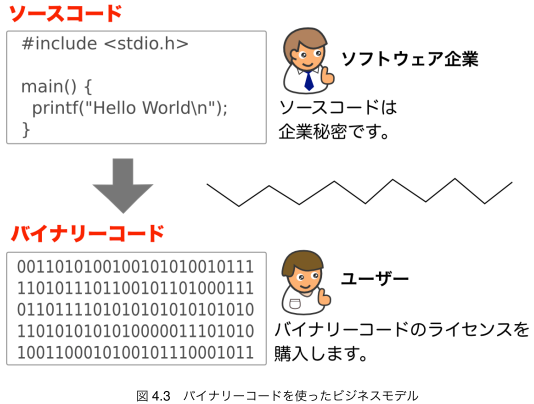 ソースコード
#include <stdio.h>
main() {
printf("Hello World\n");
}
ソフトウェア企業
ソースコードは
企業秘密です。
バイナリーコード
00110101001001010100101​11
1101011101100101101000111
0110111101010101010101010
1101010101010000011101010
1001100010100101110001011
ユーザー
バイナリーコードのライセンスを
購入します。
図 4.3 バイナリーコードを使ったビジネスモデル